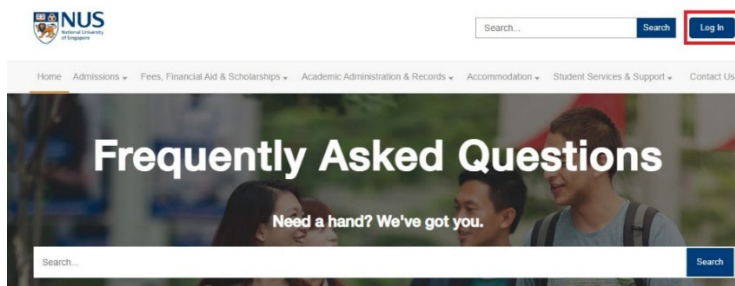 NUS
National University
of Singapore
Search... Search Log In
Home Admissions Fees, Financial Aid & Scholarships Academic Administration & Records Accommodation Student Services & Support Contact Us
Frequently Asked Questions
Need a hand? We've got you.
Search... Search